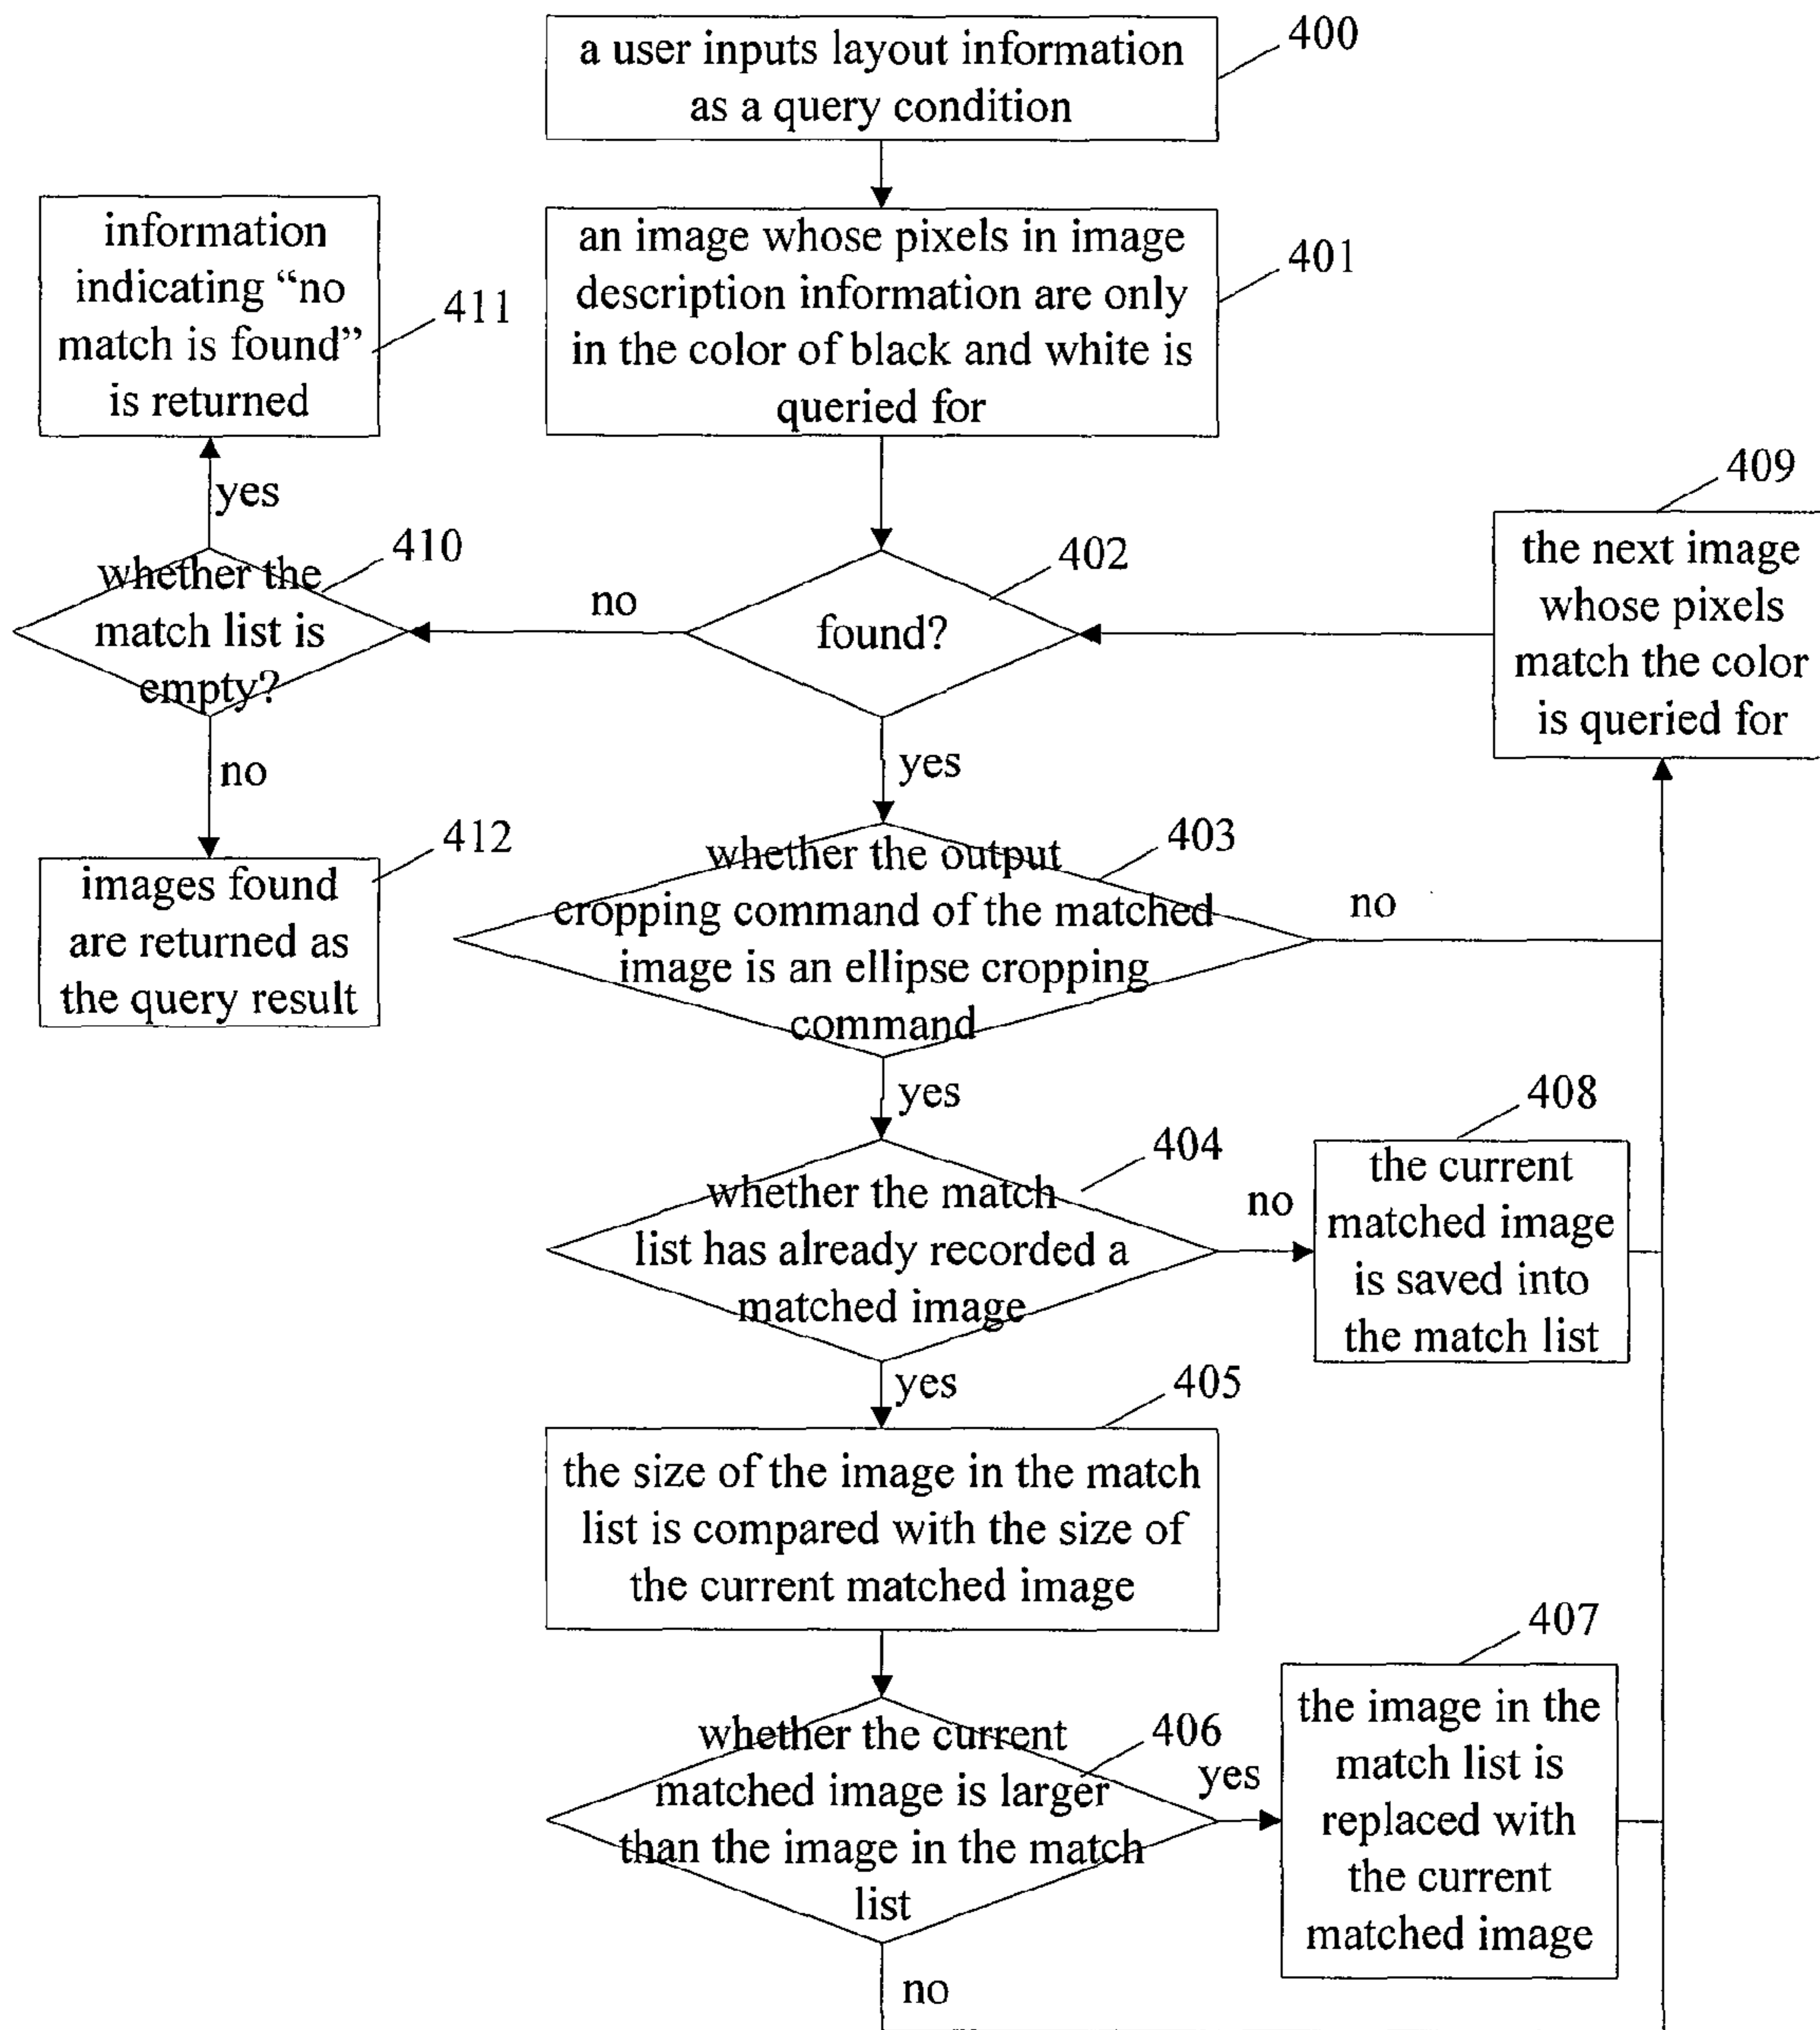 a user inputs layout information
as a query condition
400
information
indicating “no
match is found”
is returned
411
an image whose pixels in image
description information are only
in the color of black and white is
queried for
401
yes
409
the next image
whose pixels
match the color
is queried for
whether the
match list is
empty?
410
no
found?
402
no
yes
images found
are returned as
the query result
412
whether the output
cropping command of the matched
image is an ellipse cropping
command
403
no
yes
whether the match
list has already recorded a
matched image
404
no
408
the current
matched image
is saved into
the match list
yes
405
the size of the image in the match
list is compared with the size of
the current matched image
whether the current
matched image is larger
than the image in the match
list
406
yes
407
the image in the
match list is
replaced with
the current
matched image
no